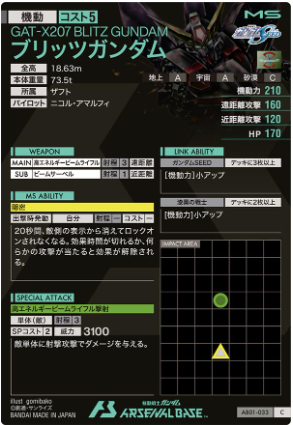 機動 コスト5 MS
GAT-X207 BLITZ GUNDAM
ブリッツガンダム
全高 18.63m
本体重量 73.5t
所属 ザフト
パイロット ニコル・アマルフィ
地上 A 宇宙 A 砂漠 C
機動力 210
遠距離攻撃 160
近距離攻撃 120
HP 170
WEAPON
MAIN 高エネルギービームライフル 射程 3 遠距離
SUB ビームサーベル 射程 1 近距離
LINK ABILITY
ガンダムSEED デッキに3枚以上
[機動力]小アップ
漆黒の戦士 デッキに2枚以上
[機動力]小アップ
MS ABILITY
出撃時発動 自分 射程 ー コスト ー
20秒間、敵側の表示から消えてロックオ
ンされなくなる。効果時間が切れるか、何
らかの攻撃が当たると効果が解除され
る。
IMPACT AREA
SPECIAL ATTACK
高エネルギービームライフル撃射
単体(敵) 射程 3
SPコスト 2 威力 3100
敵単体に射撃攻撃でダメージを与える。
illust gomibako
©創通・サンライズ
BANDAI MADE IN JAPAN
機動戦士ガンダム
ARSENAL BASE
AB01-033 C